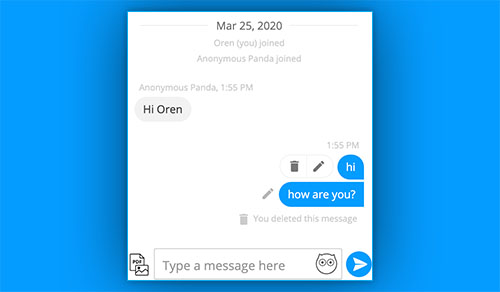 Mar 25, 2020
Oren (you) joined
Anonymous Panda joined
Anonymous Panda, 1:55 PM
Hi Oren
1:55 PM
hi
how are you?
You deleted this message
PDF
Type a message here